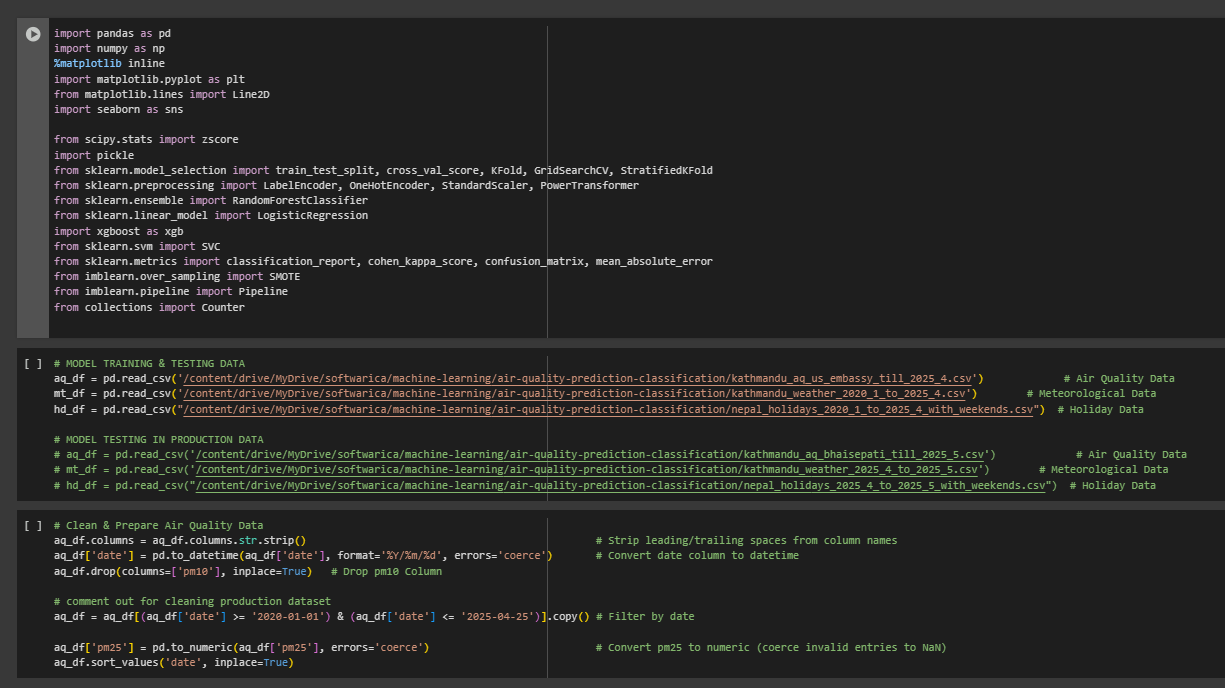 import pandas as pd
import numpy as np
%matplotlib inline
import matplotlib.pyplot as plt
from matplotlib.lines import Line2D
import seaborn as sns
from scipy.stats import zscore
import pickle
from sklearn.model_selection import train_test_split, cross_val_score, KFold, GridSearchCV, StratifiedKFold
from sklearn.preprocessing import LabelEncoder, OneHotEncoder, StandardScaler, PowerTransformer
from sklearn.ensemble import RandomForestClassifier
from sklearn.linear_model import LogisticRegression
import xgboost as xgb
from sklearn.svm import SVC
from sklearn.metrics import classification_report, cohen_kappa_score, confusion_matrix, mean_absolute_error
from imblearn.over_sampling import SMOTE
from imblearn.pipeline import Pipeline
from collections import Counter
[ ] # MODEL TRAINING & TESTING DATA
aq_df = pd.read_csv('/content/drive/MyDrive/softwarica/machine-learning/air-quality-prediction-classification/kathmandu_aq_us_embassy_till_2025_4.csv') # Air Quality Data
mt_df = pd.read_csv('/content/drive/MyDrive/softwarica/machine-learning/air-quality-prediction-classification/kathmandu_weather_2020_1_to_2025_4.csv') # Meteorological Data
hd_df = pd.read_csv("/content/drive/MyDrive/softwarica/machine-learning/air-quality-prediction-classification/nepal_holidays_2020_1_to_2025_4_with_weekends.csv") # Holiday Data
# MODEL TESTING IN PRODUCTION DATA
# aq_df = pd.read_csv('/content/drive/MyDrive/softwarica/machine-learning/air-quality-prediction-classification/kathmandu_aq_bhaisepati_till_2025_5.csv') # Air Quality Data
# mt_df = pd.read_csv('/content/drive/MyDrive/softwarica/machine-learning/air-quality-prediction-classification/kathmandu_weather_2025_4_to_2025_5.csv') # Meteorological Data
# hd_df = pd.read_csv("/content/drive/MyDrive/softwarica/machine-learning/air-quality-prediction-classification/nepal_holidays_2025_4_to_2025_5_with_weekends.csv") # Holiday Data
[ ] # Clean & Prepare Air Quality Data
aq_df.columns = aq_df.columns.str.strip() # Strip leading/trailing spaces from column names
aq_df['date'] = pd.to_datetime(aq_df['date'], format='%Y/%m/%d', errors='coerce') # Convert date column to datetime
aq_df.drop(columns=['pm10'], inplace=True) # Drop pm10 Column
# comment out for cleaning production dataset
aq_df = aq_df[(aq_df['date'] >= '2020-01-01') & (aq_df['date'] <= '2025-04-25')].copy() # Filter by date
aq_df['pm25'] = pd.to_numeric(aq_df['pm25'], errors='coerce') # Convert pm25 to numeric (coerce invalid entries to NaN)
aq_df.sort_values('date', inplace=True)